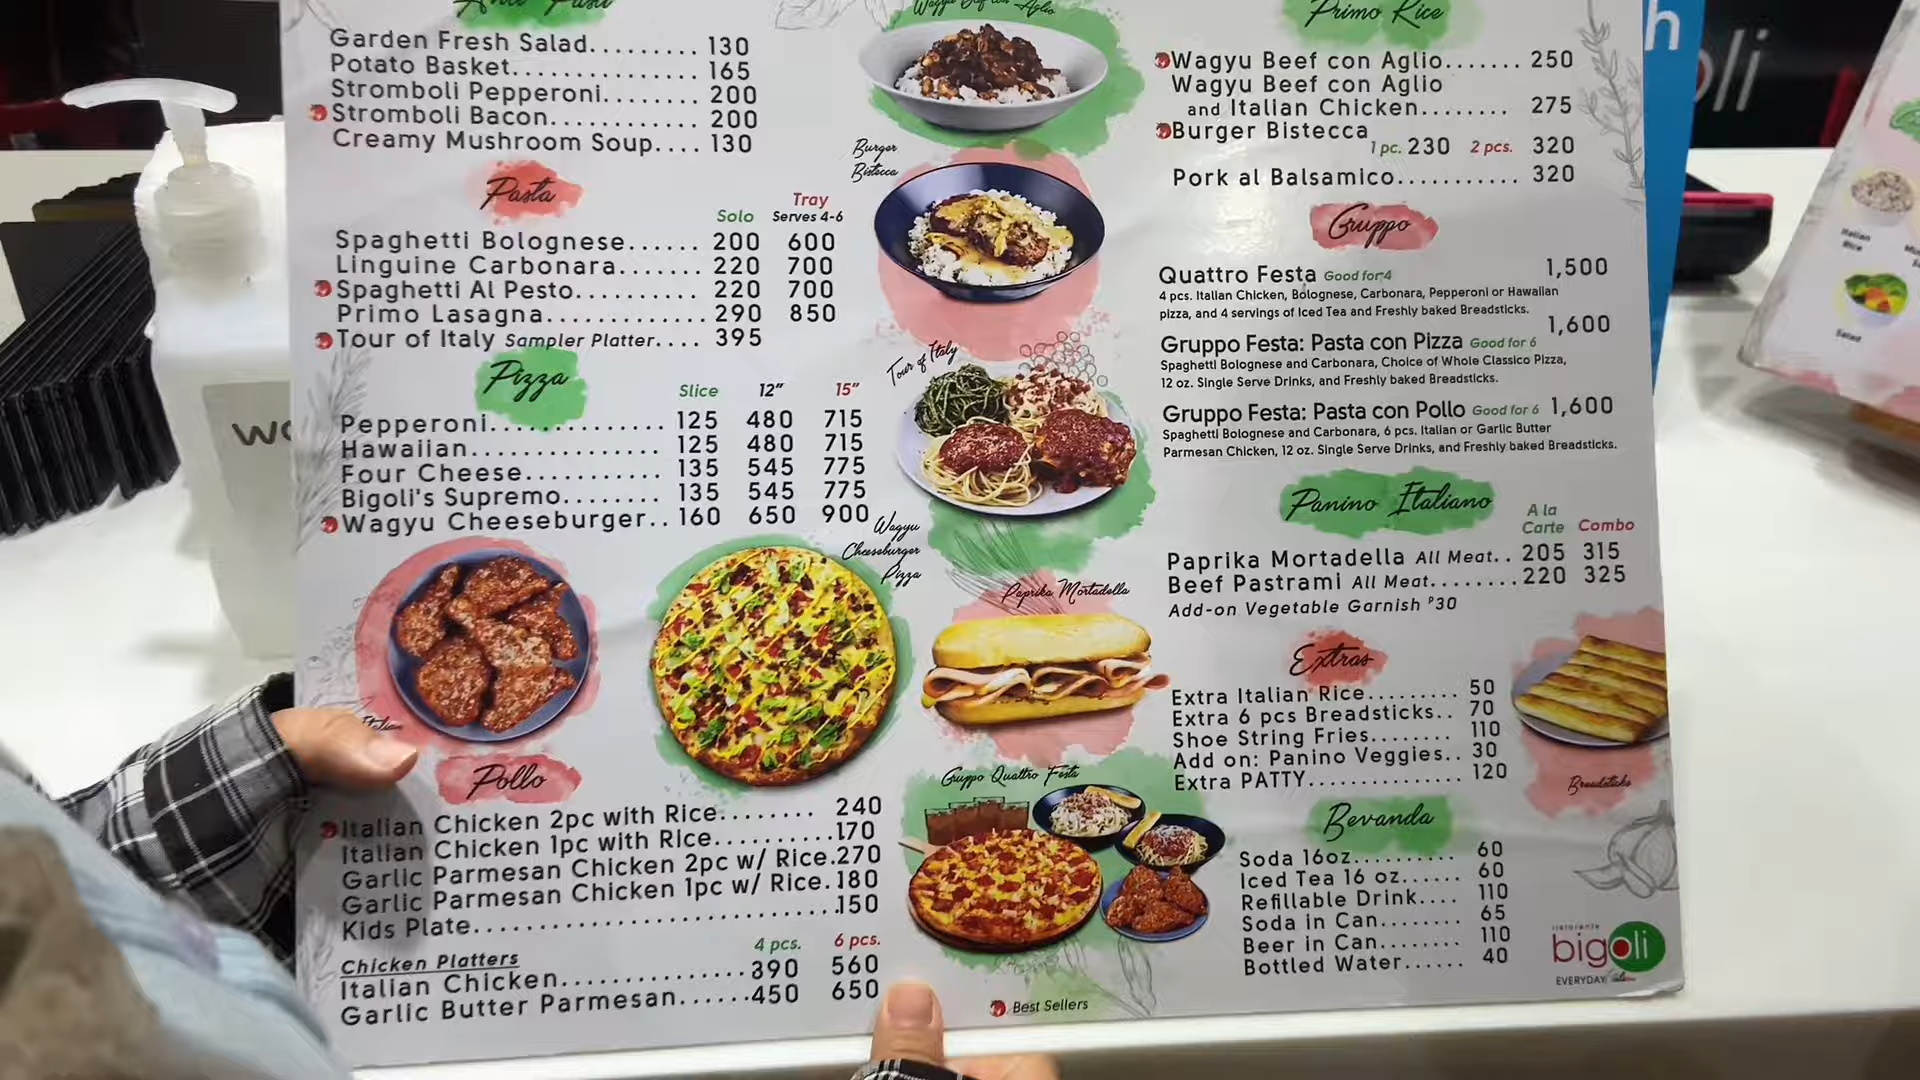 Anti Pasti
Garden Fresh Salad......... 130
Potato Basket............... 165
Stromboli Pepperoni........ 200
Stromboli Bacon............ 200
Creamy Mushroom Soup.... 130
Pasta
Solo Tray
Serves 4-6
Spaghetti Bolognese...... 200 600
Linguine Carbonara....... 220 700
Spaghetti Al Pesto.......... 220 700
Primo Lasagna............. 290 850
Tour of Italy Sampler Platter.... 395
Pizza
Slice 12" 15"
Pepperoni................ 125 480 715
Hawaiian................. 125 480 715
Four Cheese............ 135 545 775
Bigoli's Supremo........ 135 545 775
Wagyu Cheeseburger.. 160 650 900
Italian
Pollo
Italian Chicken 2pc with Rice........ 240
Italian Chicken 1pc with Rice..........170
Garlic Parmesan Chicken 2pc w/ Rice.270
Garlic Parmesan Chicken 1pc w/ Rice. 180
Kids Plate..............................150
4 pcs. 6 pcs.
Chicken Platters
Italian Chicken..............390 560
Garlic Butter Parmesan......450 650
Wagyu Beef con Aglio
Burger
Bistecca
Tour of Italy
Wagyu
Cheeseburger
Pizza
Paprika Mortadella
Gruppo Quattro Festa
Best Sellers
Primo Rice
Wagyu Beef con Aglio....... 250
Wagyu Beef con Aglio
and Italian Chicken........ 275
Burger Bistecca
1 pc. 230 2 pcs. 320
Pork al Balsamico........... 320
Gruppo
Quattro Festa Good for 4 1,500
4 pcs. Italian Chicken, Bolognese, Carbonara, Pepperoni or Hawaiian
pizza, and 4 servings of Iced Tea and Freshly baked Breadsticks.
1,600
Gruppo Festa: Pasta con Pizza Good for 6
Spaghetti Bolognese and Carbonara, Choice of Whole Classico Pizza,
12 oz. Single Serve Drinks, and Freshly baked Breadsticks.
Gruppo Festa: Pasta con Pollo Good for 6 1,600
Spaghetti Bolognese and Carbonara, 6 pcs. Italian or Garlic Butter
Parmesan Chicken, 12 oz. Single Serve Drinks, and Freshly baked Breadsticks.
Panino Italiano
A la
Carte Combo
Paprika Mortadella All Meat.. 205 315
Beef Pastrami All Meat........ 220 325
Add-on Vegetable Garnish ₱30
Extras
Extra Italian Rice......... 50
Extra 6 pcs Breadsticks.. 70
Shoe String Fries........ 110
Add on: Panino Veggies.. 30
Extra PATTY............... 120
Breadsticks
Bevanda
Soda 16oz.......... 60
Iced Tea 16 oz...... 60
Refillable Drink.... 110
Soda in Can........ 65
Beer in Can........ 110
Bottled Water...... 40
ristorante
bigoli
EVERYDAY Italian
h
oli
Italian
Rice
Salad